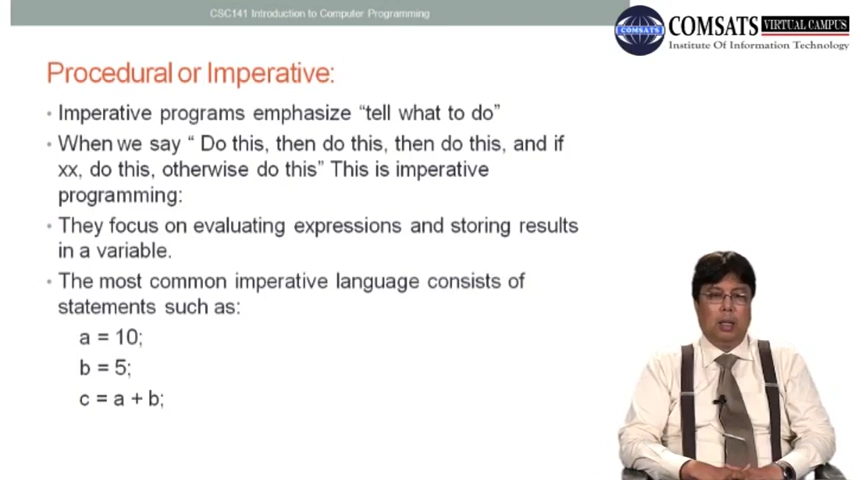 CSC141 Introduction to Computer Programming
COMSATS
COMSATS VIRTUAL CAMPUS
Institute Of Information Technology
Procedural or Imperative:
• Imperative programs emphasize “tell what to do”
• When we say “ Do this, then do this, then do this, and if
xx, do this, otherwise do this” This is imperative
programming:
• They focus on evaluating expressions and storing results
in a variable.
• The most common imperative language consists of
statements such as:
a = 10;
b = 5;
c = a + b;